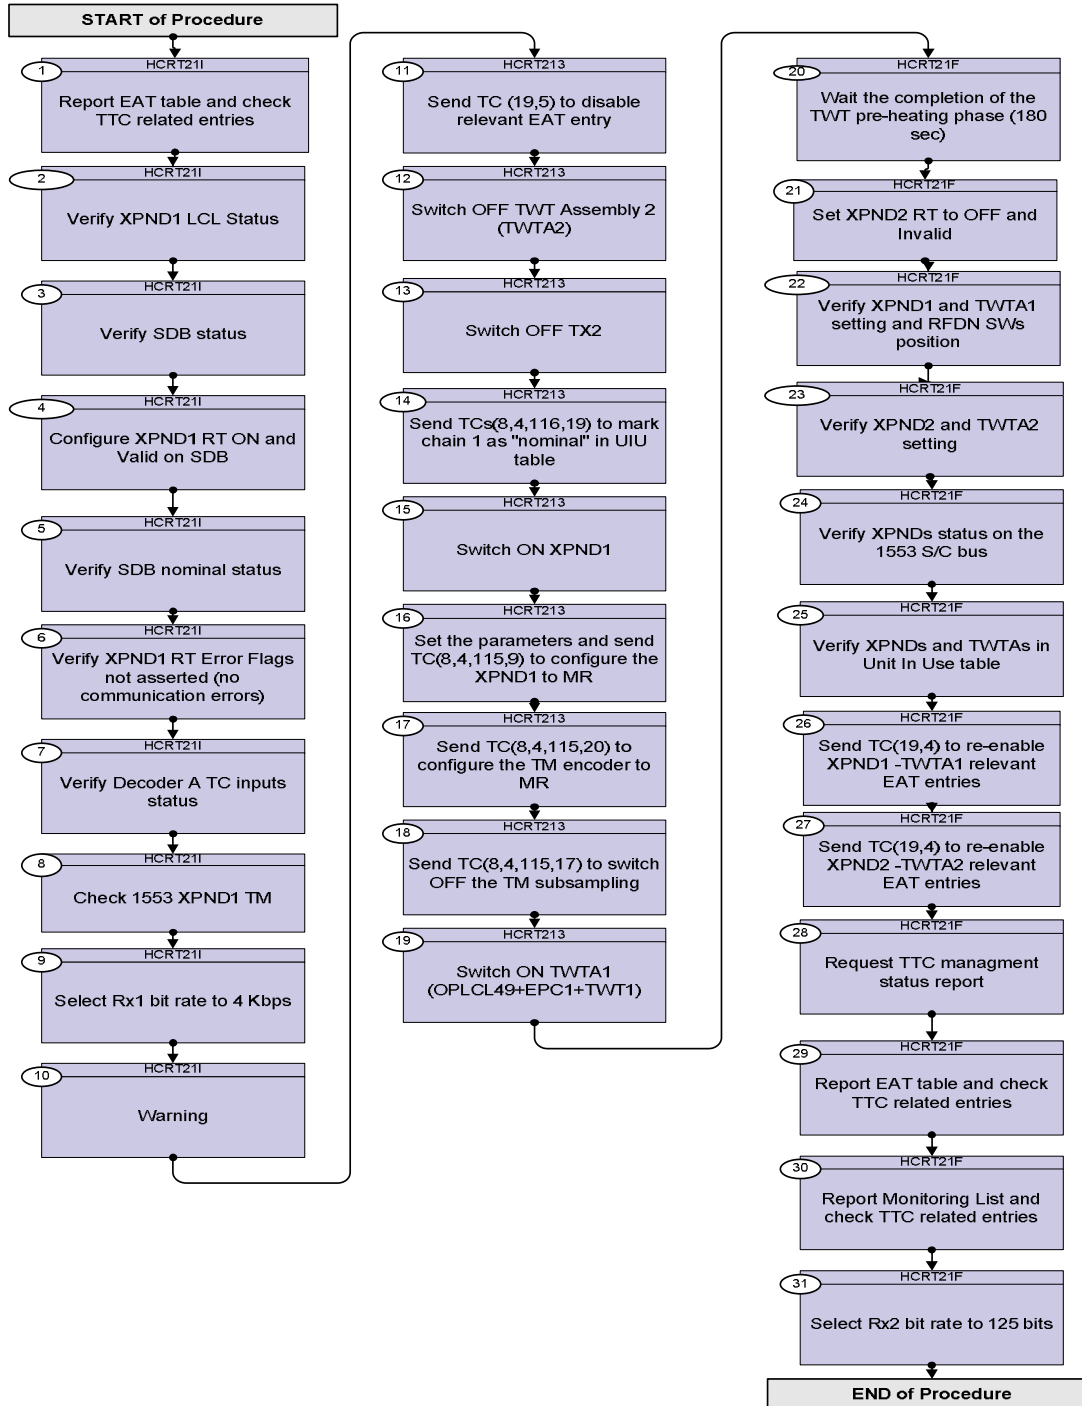 START of Procedure
1
HCRT21I
Report EAT table and check
TTC related entries
2
HCRT21I
Verify XPND1 LCL Status
3
HCRT21I
Verify SDB status
4
HCRT21I
Configure XPND1 RT ON and
Valid on SDB
5
HCRT21I
Verify SDB nominal status
6
HCRT21I
Verify XPND1 RT Error Flags
not asserted (no
communication errors)
7
HCRT21I
Verify Decoder A TC inputs
status
8
HCRT21I
Check 1553 XPND1 TM
9
HCRT21I
Select Rx1 bit rate to 4 Kbps
10
HCRT21I
Warning
11
HCRT213
Send TC (19,5) to disable
relevant EAT entry
12
HCRT213
Switch OFF TWT Assembly 2
(TWTA2)
13
HCRT213
Switch OFF TX2
14
HCRT213
Send TCs(8,4,116,19) to mark
chain 1 as "nominal" in UIU
table
15
HCRT213
Switch ON XPND1
16
HCRT213
Set the parameters and send
TC(8,4,115,9) to configure the
XPND1 to MR
17
HCRT213
Send TC(8,4,115,20) to
configure the TM encoder to
MR
18
HCRT213
Send TC(8,4,115,17) to switch
OFF the TM subsampling
19
HCRT213
Switch ON TWTA1
(OPLCL49+EPC1+TWT1)
20
HCRT21F
Wait the completion of the
TWT pre-heating phase (180
sec)
21
HCRT21F
Set XPND2 RT to OFF and
Invalid
22
HCRT21F
Verify XPND1 and TWTA1
setting and RFDN SWs
position
23
HCRT21F
Verify XPND2 and TWTA2
setting
24
HCRT21F
Verify XPNDs status on the
1553 S/C bus
25
HCRT21F
Verify XPNDs and TWTAs in
Unit In Use table
26
HCRT21F
Send TC(19,4) to re-enable
XPND1 -TWTA1 relevant
EAT entries
27
HCRT21F
Send TC(19,4) to re-enable
XPND2 -TWTA2 relevant
EAT entries
28
HCRT21F
Request TTC managment
status report
29
HCRT21F
Report EAT table and check
TTC related entries
30
HCRT21F
Report Monitoring List and
check TTC related entries
31
HCRT21F
Select Rx2 bit rate to 125 bits
END of Procedure